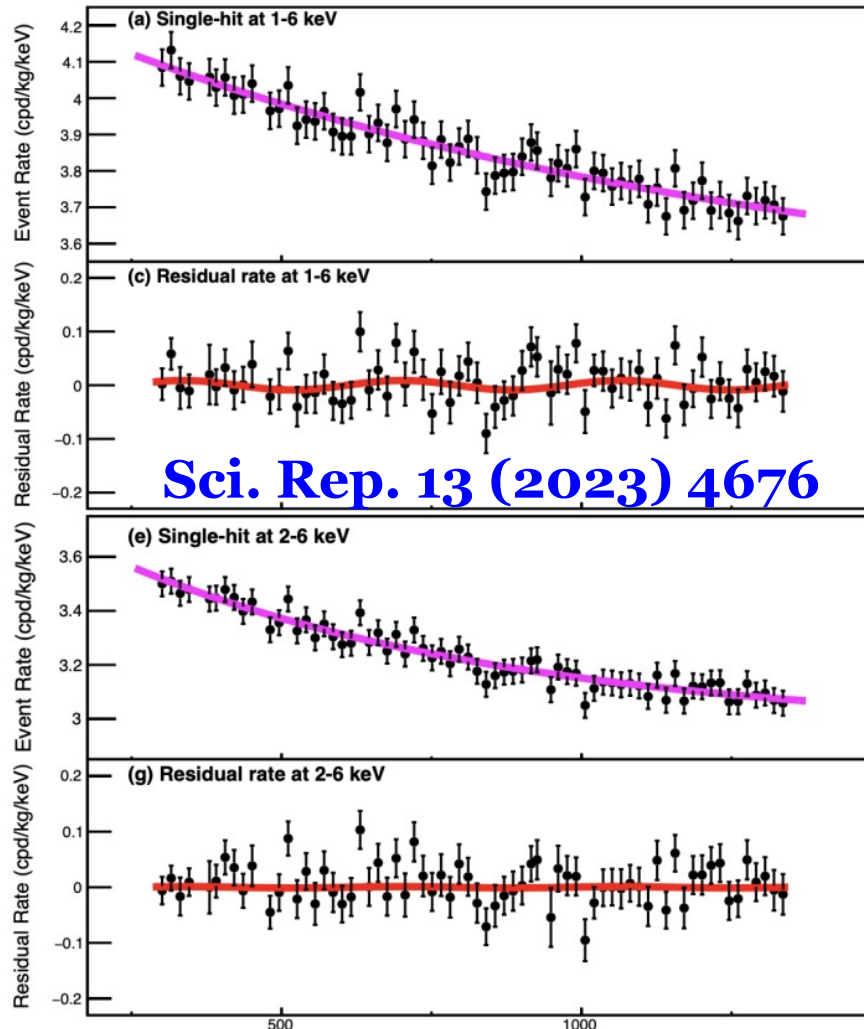 (a) Single-hit at 1-6 keV
Event Rate (cpd/kg/keV)
4.2
4.1
4
3.9
3.8
3.7
3.6
(c) Residual rate at 1-6 keV
Residual Rate (cpd/kg/keV)
0.2
0.1
0
−0.1
−0.2
Sci. Rep. 13 (2023) 4676
(e) Single-hit at 2-6 keV
Event Rate (cpd/kg/keV)
3.6
3.4
3.2
3
(g) Residual rate at 2-6 keV
Residual Rate (cpd/kg/keV)
0.2
0.1
0
−0.1
−0.2
500 1000